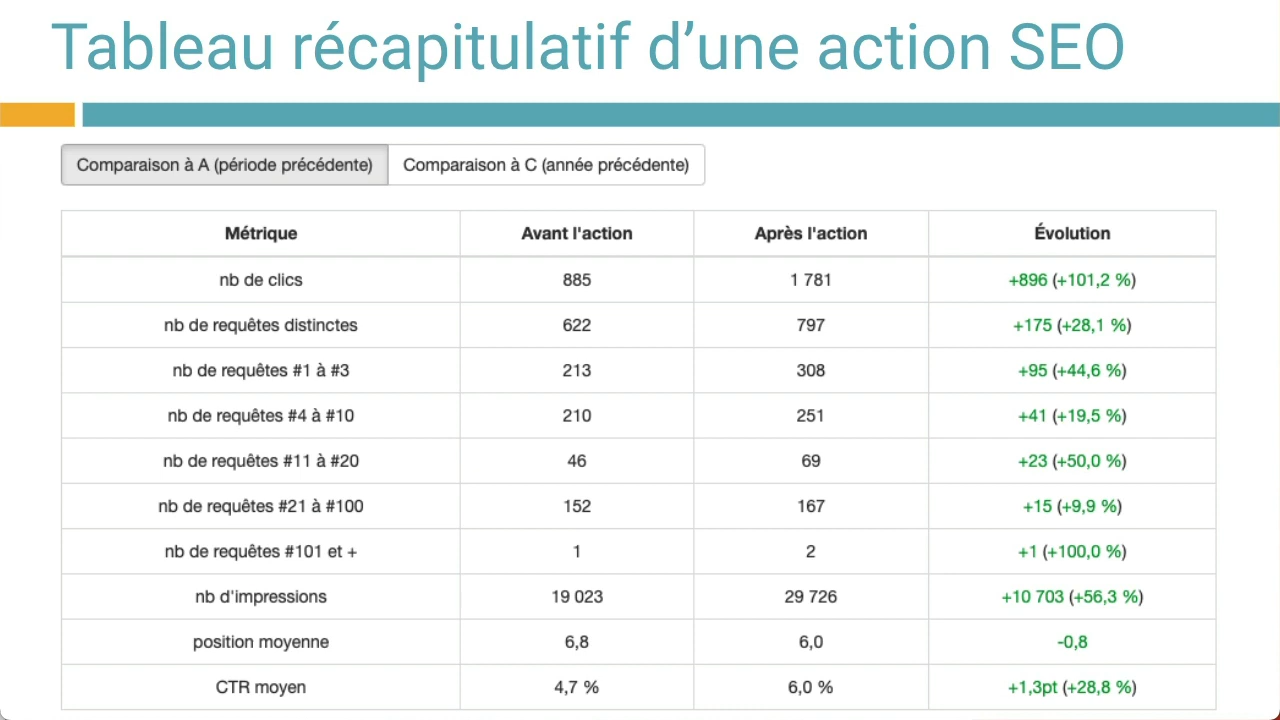 Tableau récapitulatif d’une action SEO
Comparaison à A (période précédente) Comparaison à C (année précédente)
Métrique Avant l'action Après l'action Évolution
nb de clics 885 1 781 +896 (+101,2 %)
nb de requêtes distinctes 622 797 +175 (+28,1 %)
nb de requêtes #1 à #3 213 308 +95 (+44,6 %)
nb de requêtes #4 à #10 210 251 +41 (+19,5 %)
nb de requêtes #11 à #20 46 69 +23 (+50,0 %)
nb de requêtes #21 à #100 152 167 +15 (+9,9 %)
nb de requêtes #101 et + 1 2 +1 (+100,0 %)
nb d'impressions 19 023 29 726 +10 703 (+56,3 %)
position moyenne 6,8 6,0 -0,8
CTR moyen 4,7 % 6,0 % +1,3pt (+28,8 %)